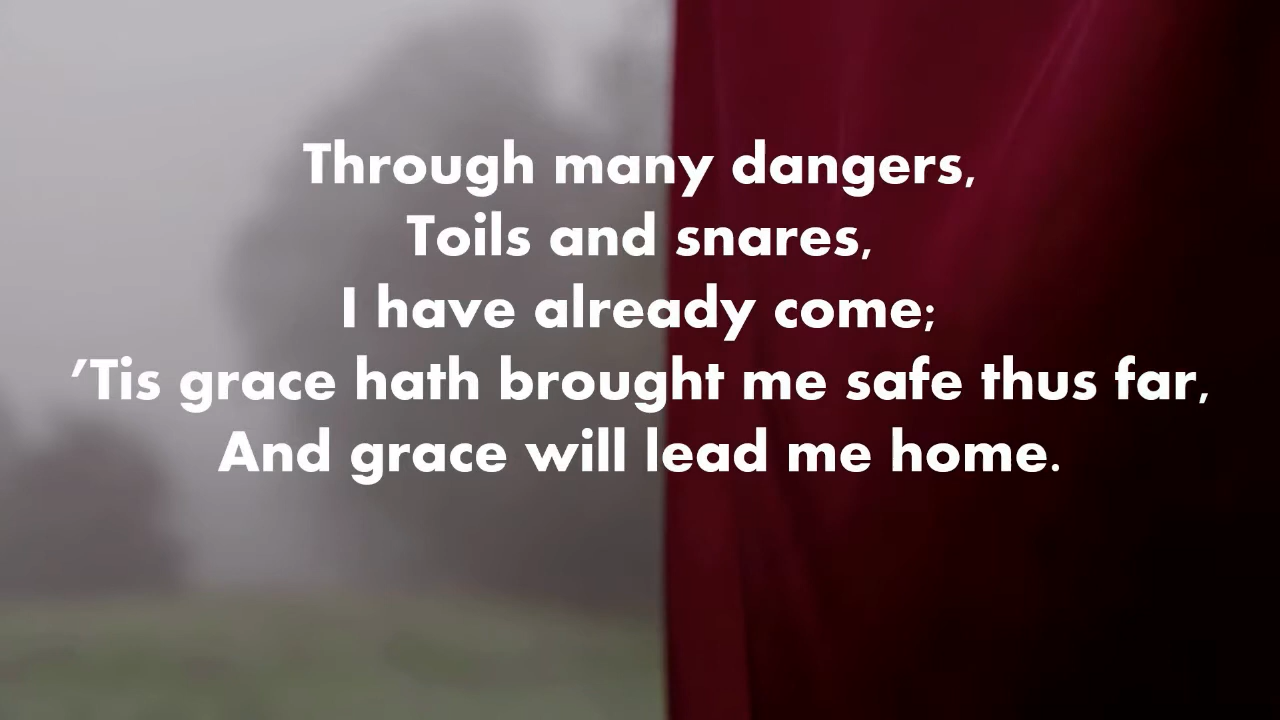 Through many dangers,
Toils and snares,
I have already come;
’Tis grace hath brought me safe thus far,
And grace will lead me home.